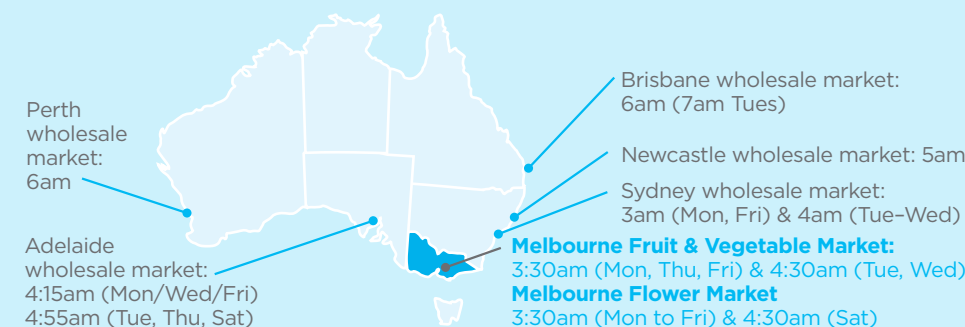 Perth
wholesale
market:
6am
Adelaide
wholesale market:
4:15am (Mon/Wed/Fri)
4:55am (Tue, Thu, Sat)
Brisbane wholesale market:
6am (7am Tues)
Newcastle wholesale market: 5am
Sydney wholesale market:
3am (Mon, Fri) & 4am (Tue–Wed)
Melbourne Fruit & Vegetable Market:
3:30am (Mon, Thu, Fri) & 4:30am (Tue, Wed)
Melbourne Flower Market
3:30am (Mon to Fri) & 4:30am (Sat)